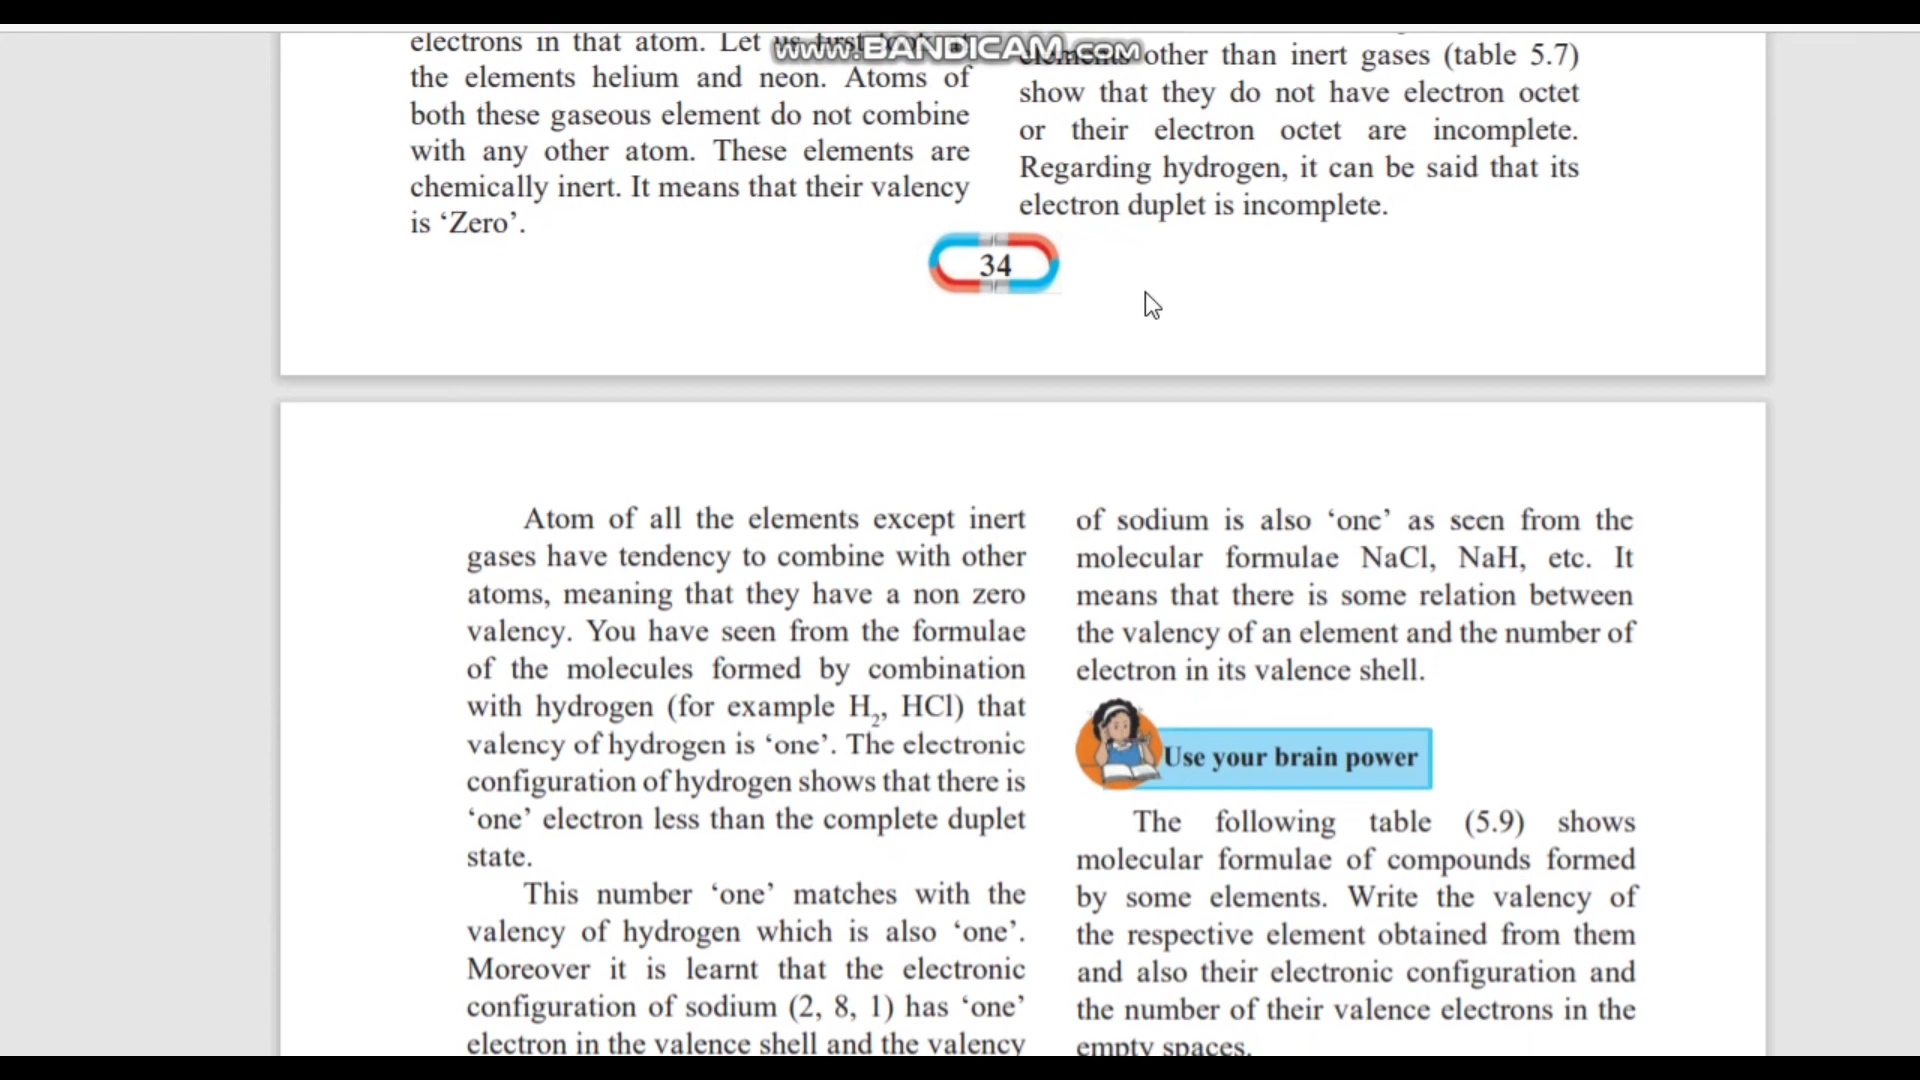 www.BANDICAM.com
electrons in that atom. Let us first look at
the elements helium and neon. Atoms of
both these gaseous element do not combine
with any other atom. These elements are
chemically inert. It means that their valency
is ‘Zero’.
elements other than inert gases (table 5.7)
show that they do not have electron octet
or their electron octet are incomplete.
Regarding hydrogen, it can be said that its
electron duplet is incomplete.
34
Atom of all the elements except inert
gases have tendency to combine with other
atoms, meaning that they have a non zero
valency. You have seen from the formulae
of the molecules formed by combination
with hydrogen (for example H₂, HCl) that
valency of hydrogen is ‘one’. The electronic
configuration of hydrogen shows that there is
‘one’ electron less than the complete duplet
state.
This number ‘one’ matches with the
valency of hydrogen which is also ‘one’.
Moreover it is learnt that the electronic
configuration of sodium (2, 8, 1) has ‘one’
electron in the valence shell and the valency
of sodium is also ‘one’ as seen from the
molecular formulae NaCl, NaH, etc. It
means that there is some relation between
the valency of an element and the number of
electron in its valence shell.
Use your brain power
The following table (5.9) shows
molecular formulae of compounds formed
by some elements. Write the valency of
the respective element obtained from them
and also their electronic configuration and
the number of their valence electrons in the
empty spaces.